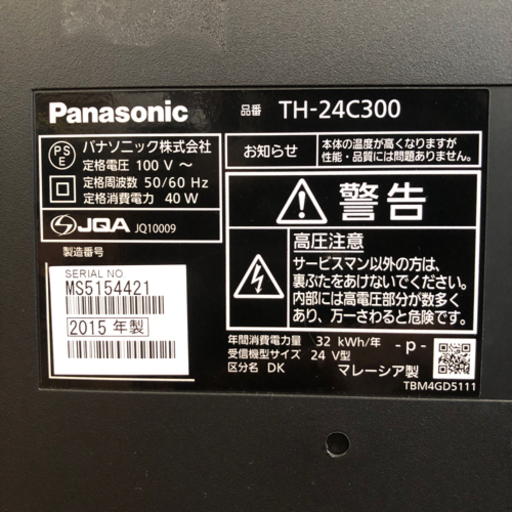 Panasonic
品番 TH-24C300
PS
E
パナソニック株式会社
定格電圧 100 V ～
定格周波数 50/60 Hz
定格消費電力 40 W
JQA JQ10009
製造番号
SERIAL NO
MS5154421
2015 年製
お知らせ
本体の温度が高くなりますが
性能・品質には問題ありません。
警告
高圧注意
サービスマン以外の方は、
裏ぶたをあけないでください。
内部には高電圧部分が数多く
あり、万一さわると危険です。
年間消費電力量 32 kWh/年
受信機型サイズ 24 V型
区分名 DK
- p -
マレーシア製
TBM4GD5111